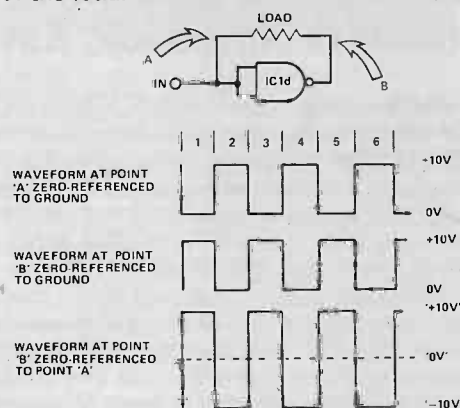 LOAD
A
IN
IC1d
B
1 2 3 4 5 6
WAVEFORM AT POINT
'A' ZERO-REFERENCED
TO GROUND
+10V
0V
WAVEFORM AT POINT
'B' ZERO-REFERENCED
TO GROUND
+10V
0V
WAVEFORM AT POINT
'B' ZERO-REFERENCED
TO POINT 'A'
'+10V'
'0V'
'-10V'